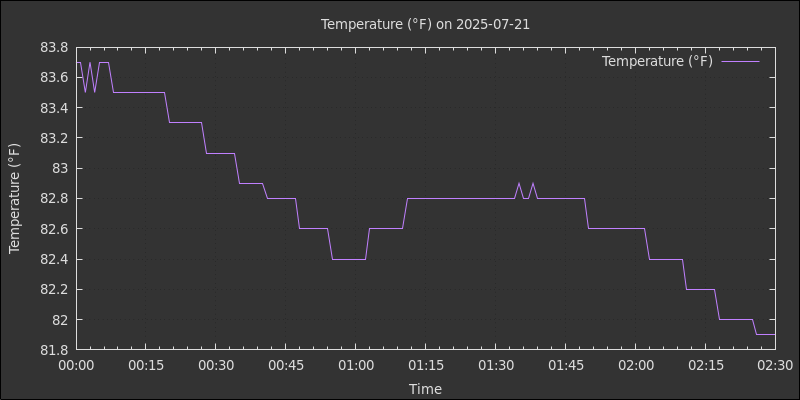 Temperature (°F) on 2025-07-21
Temperature (°F)
83.8
83.6
83.4
83.2
83
82.8
82.6
82.4
82.2
82
81.8
Temperature (°F)
00:00 00:15 00:30 00:45 01:00 01:15 01:30 01:45 02:00 02:15 02:30
Time